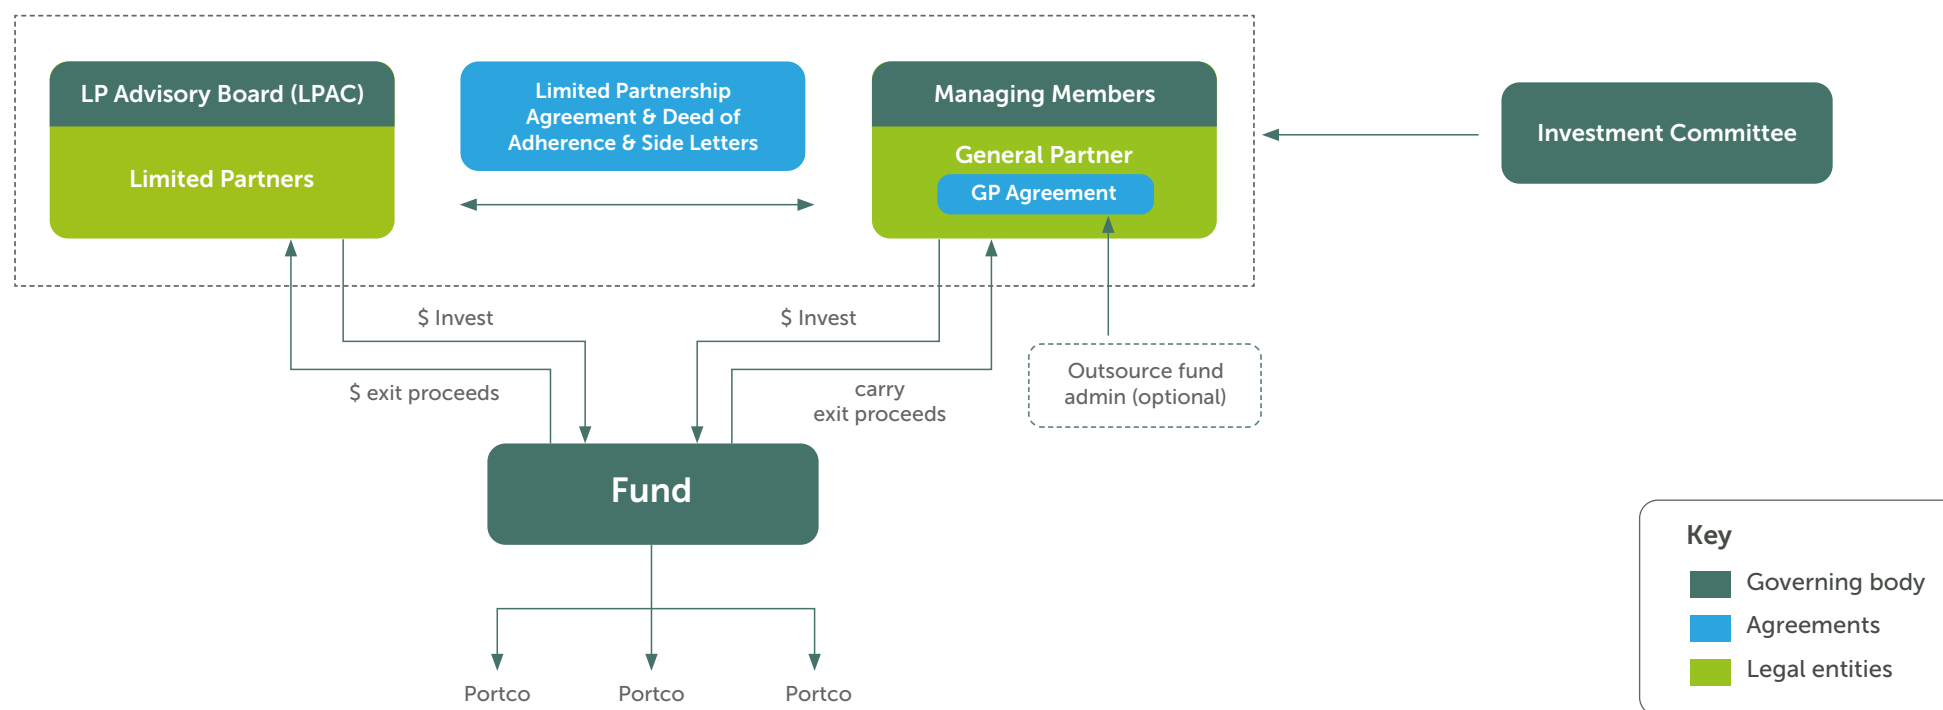 LP Advisory Board (LPAC)
Limited Partners
Limited Partnership
Agreement & Deed of
Adherence & Side Letters
Managing Members
General Partner
GP Agreement
Investment Committee
$ Invest
$ Invest
$ exit proceeds
carry
exit proceeds
Outsource fund
admin (optional)
Fund
Portco
Portco
Portco
Key
Governing body
Agreements
Legal entities